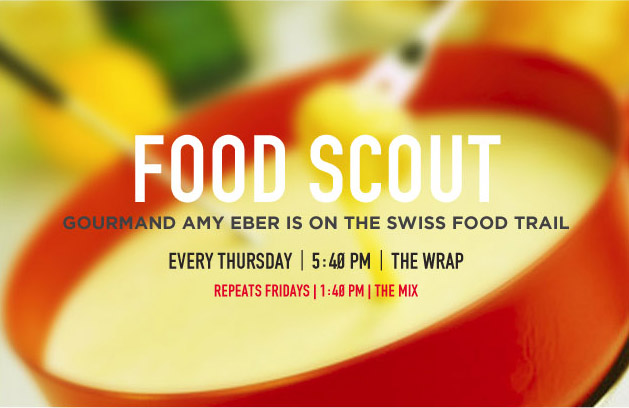 FOOD SCOUT
GOURMAND AMY EBER IS ON THE SWISS FOOD TRAIL
EVERY THURSDAY | 5:40 PM | THE WRAP
REPEATS FRIDAYS | 1:40 PM | THE MIX